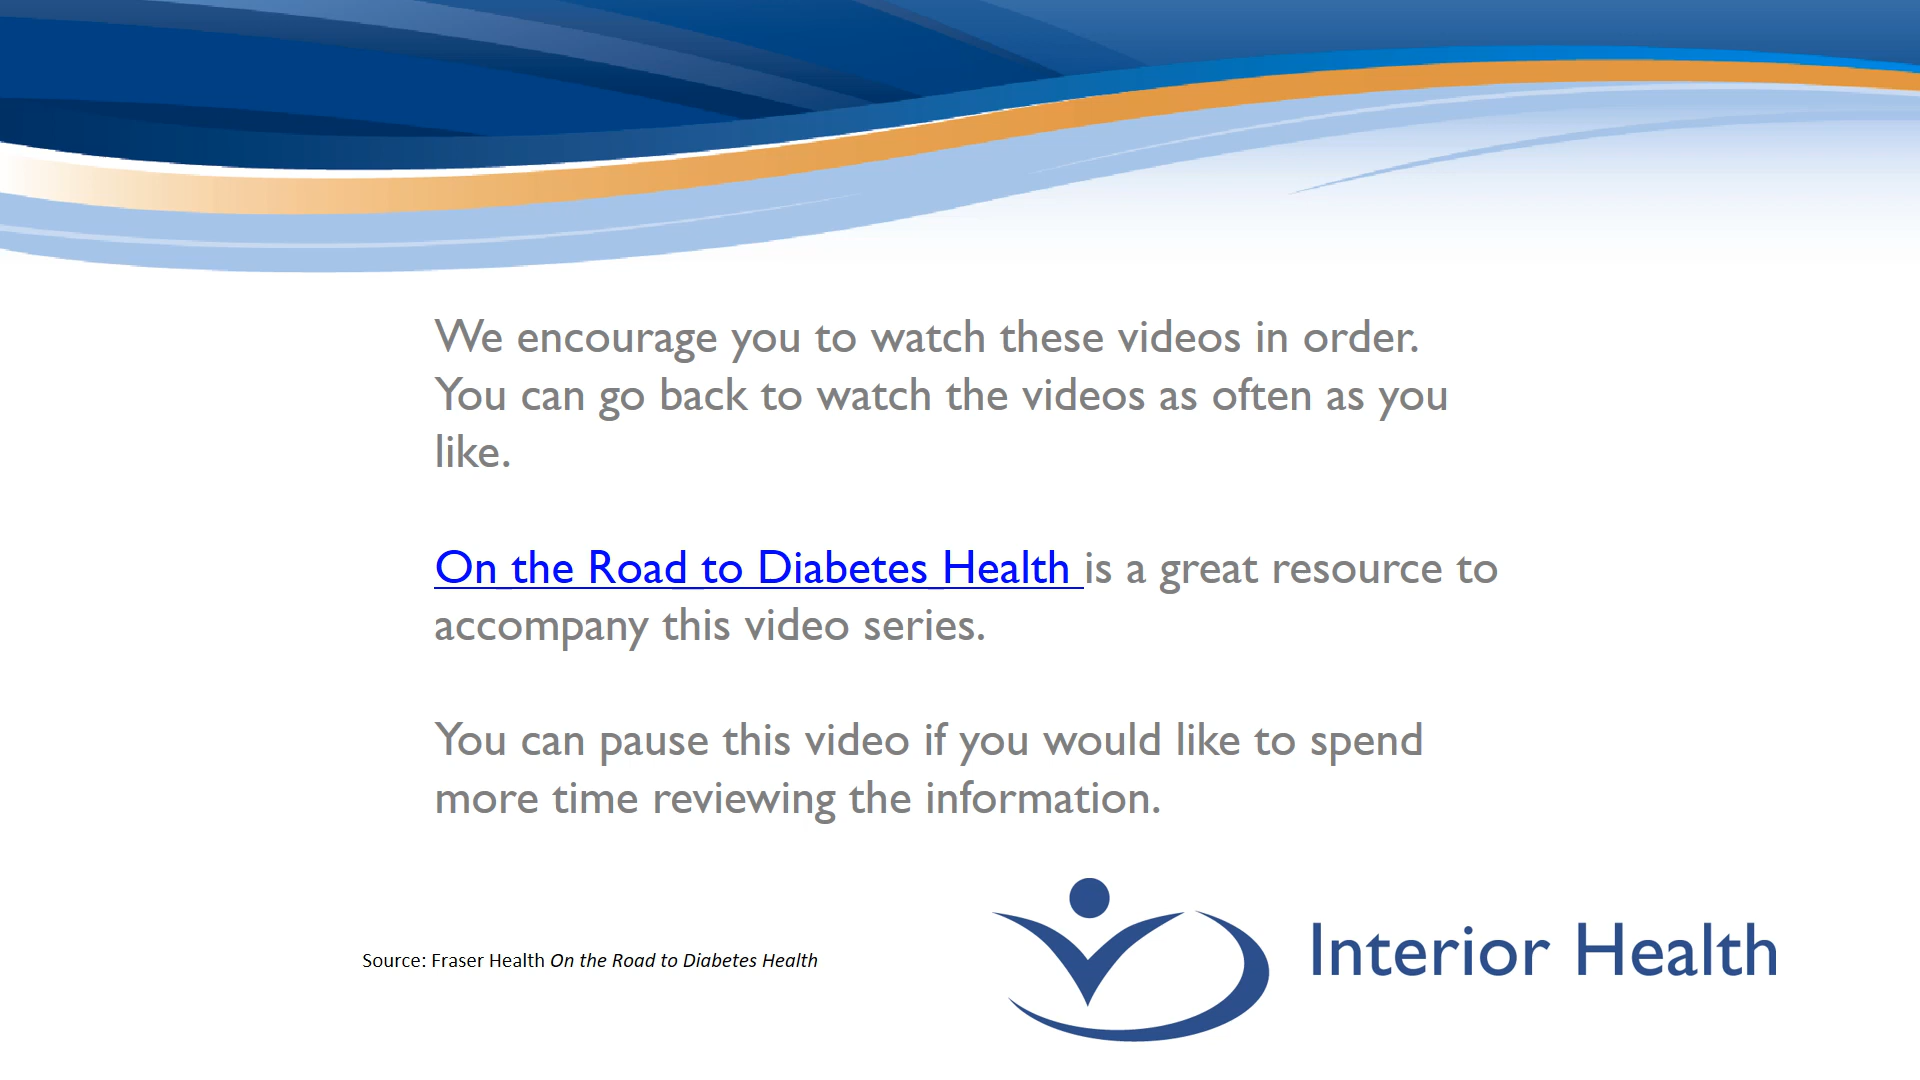 We encourage you to watch these videos in order.
You can go back to watch the videos as often as you
like.
On the Road to Diabetes Health is a great resource to
accompany this video series.
You can pause this video if you would like to spend
more time reviewing the information.
Source: Fraser Health On the Road to Diabetes Health
Interior Health